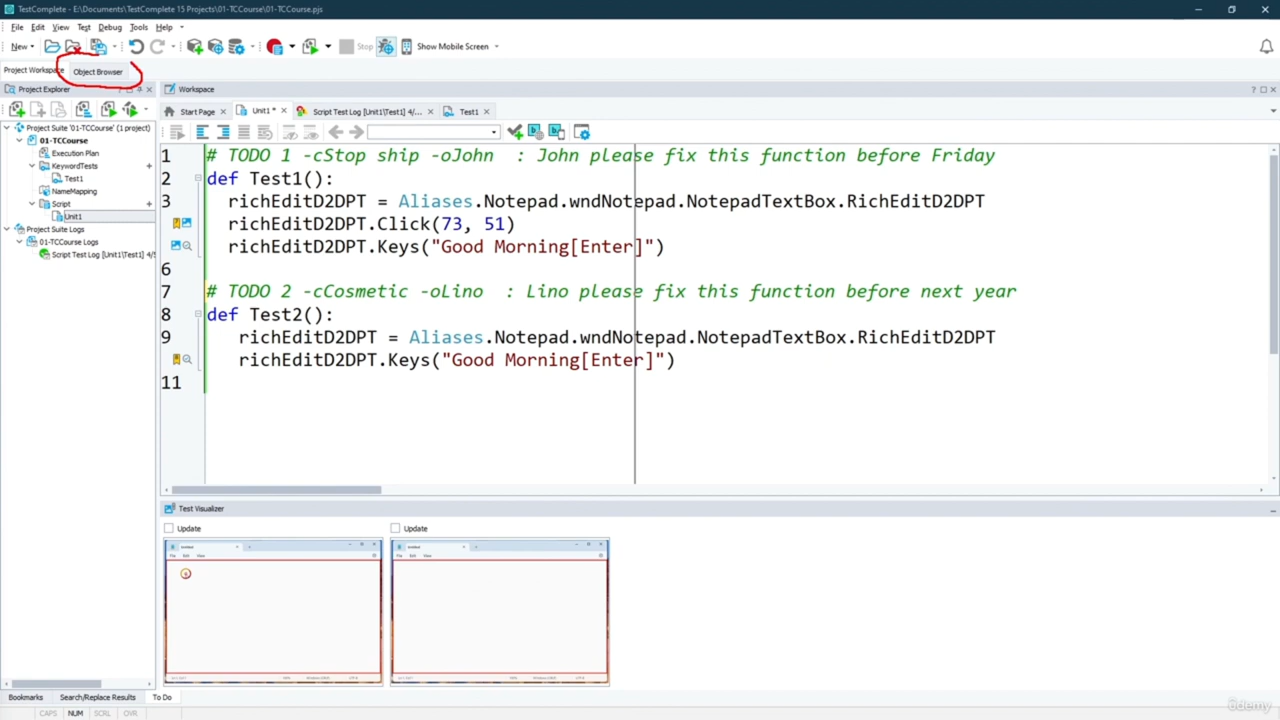 TestComplete - E:\Documents\TestComplete 15 Projects\01-TCCourse\01-TCCourse.pjs
File Edit View Test Debug Tools Help
New Stop Show Mobile Screen
Project Workspace Object Browser
Project Explorer
Workspace
Start Page Unit1 * Script Test Log [Unit1\Test1] 4/... Test1
Project Suite '01-TCCourse' (1 project)
01-TCCourse
Execution Plan
KeywordTests
Test1
NameMapping
Script
Unit1
Project Suite Logs
01-TCCourse Logs
Script Test Log [Unit1\Test1] 4/5
1 # TODO 1 -cStop ship -oJohn : John please fix this function before Friday
2 def Test1():
3 richEditD2DPT = Aliases.Notepad.wndNotepad.NotepadTextBox.RichEditD2DPT
richEditD2DPT.Click(73, 51)
richEditD2DPT.Keys("Good Morning[Enter]")
6
7 # TODO 2 -cCosmetic -oLino : Lino please fix this function before next year
8 def Test2():
9 richEditD2DPT = Aliases.Notepad.wndNotepad.NotepadTextBox.RichEditD2DPT
richEditD2DPT.Keys("Good Morning[Enter]")
11
Test Visualizer
Update Update
File Edit View File Edit View
Bookmarks Search/Replace Results To Do
CAPS NUM SCRL OVR
ûdemy